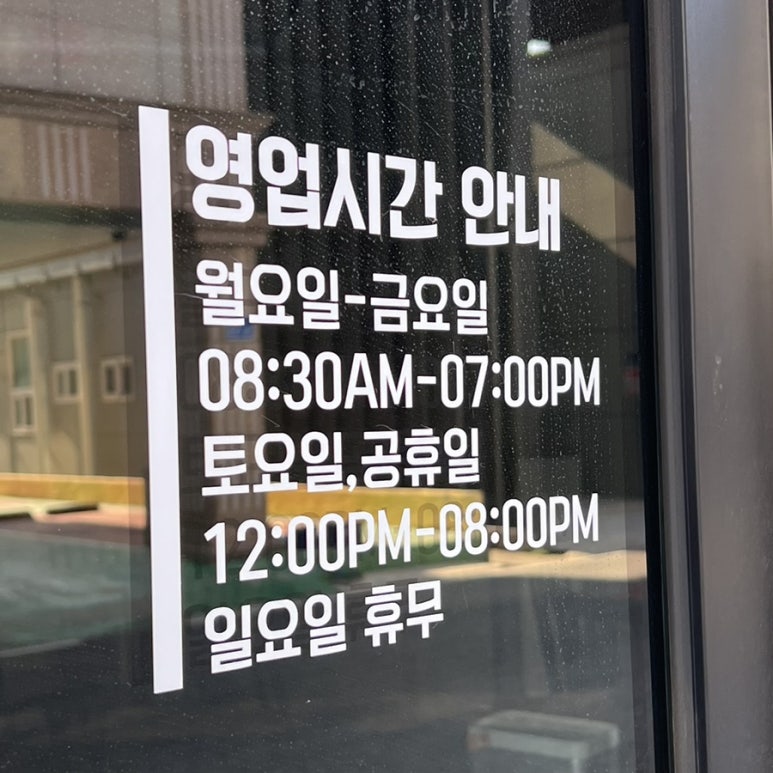 영업시간 안내
월요일-금요일
08:30AM-07:00PM
토요일,공휴일
12:00PM-08:00PM
일요일 휴무